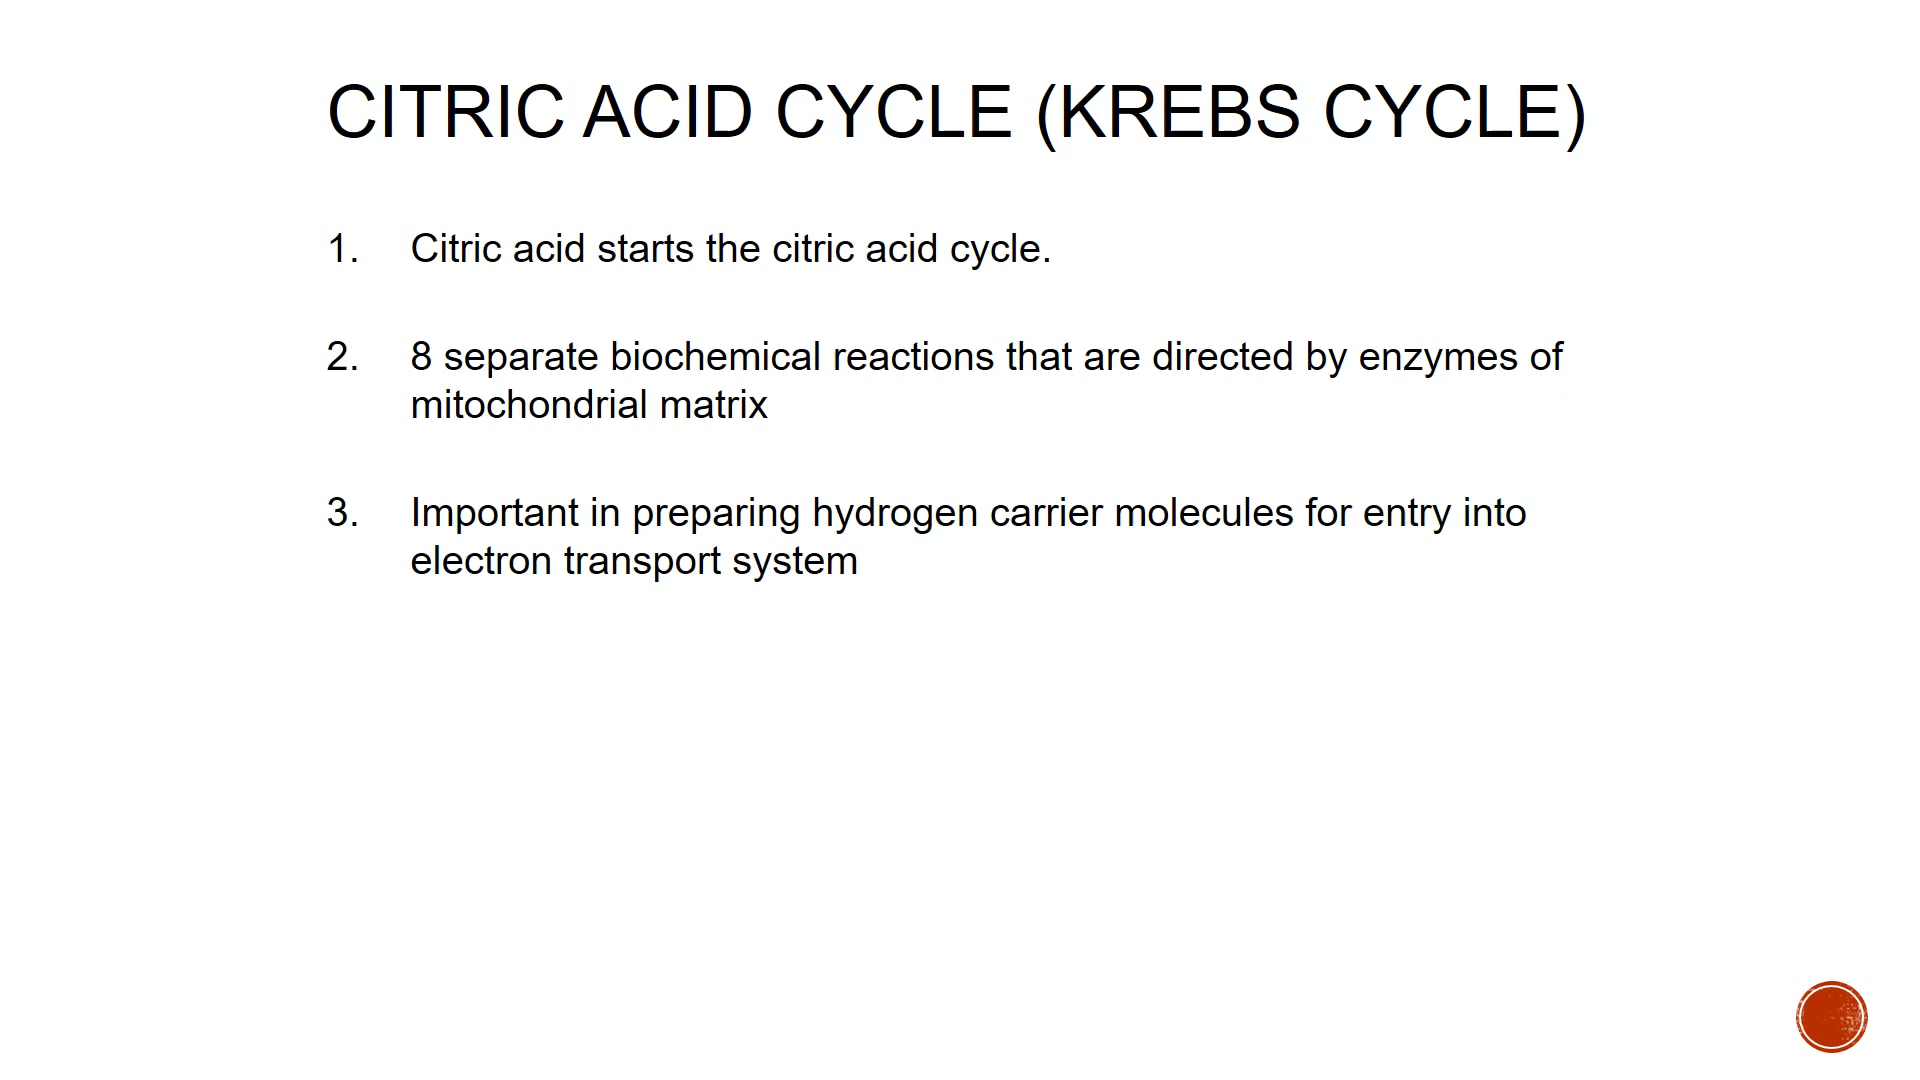 CITRIC ACID CYCLE (KREBS CYCLE)
1. Citric acid starts the citric acid cycle.
2. 8 separate biochemical reactions that are directed by enzymes of
mitochondrial matrix
3. Important in preparing hydrogen carrier molecules for entry into
electron transport system